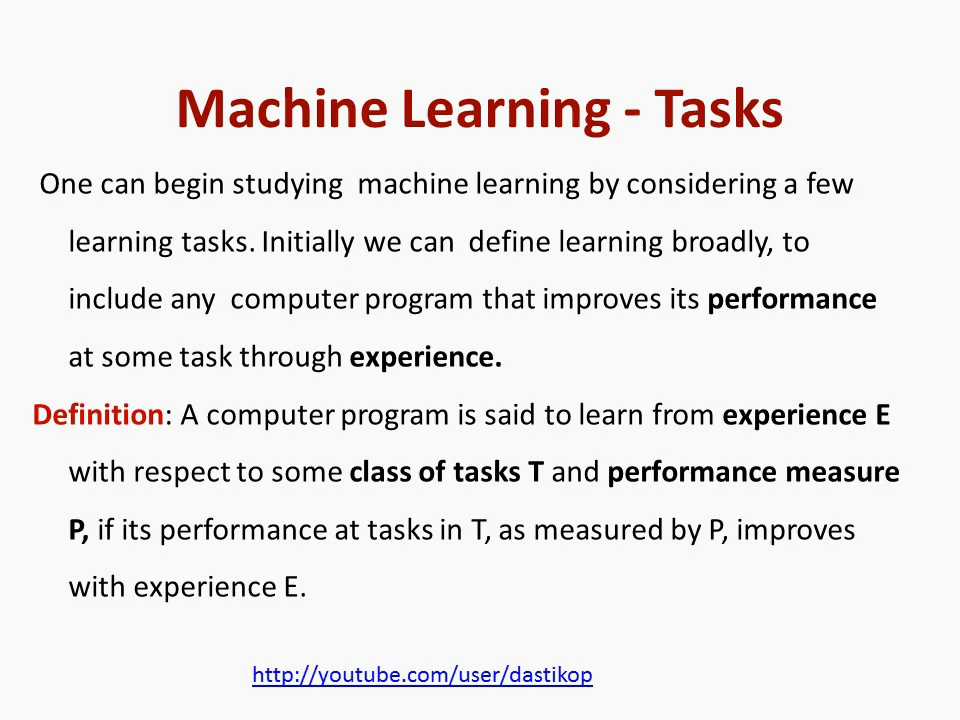 Machine Learning - Tasks
One can begin studying machine learning by considering a few
learning tasks. Initially we can define learning broadly, to
include any computer program that improves its performance
at some task through experience.
Definition: A computer program is said to learn from experience E
with respect to some class of tasks T and performance measure
P, if its performance at tasks in T, as measured by P, improves
with experience E.
http://youtube.com/user/dastikop